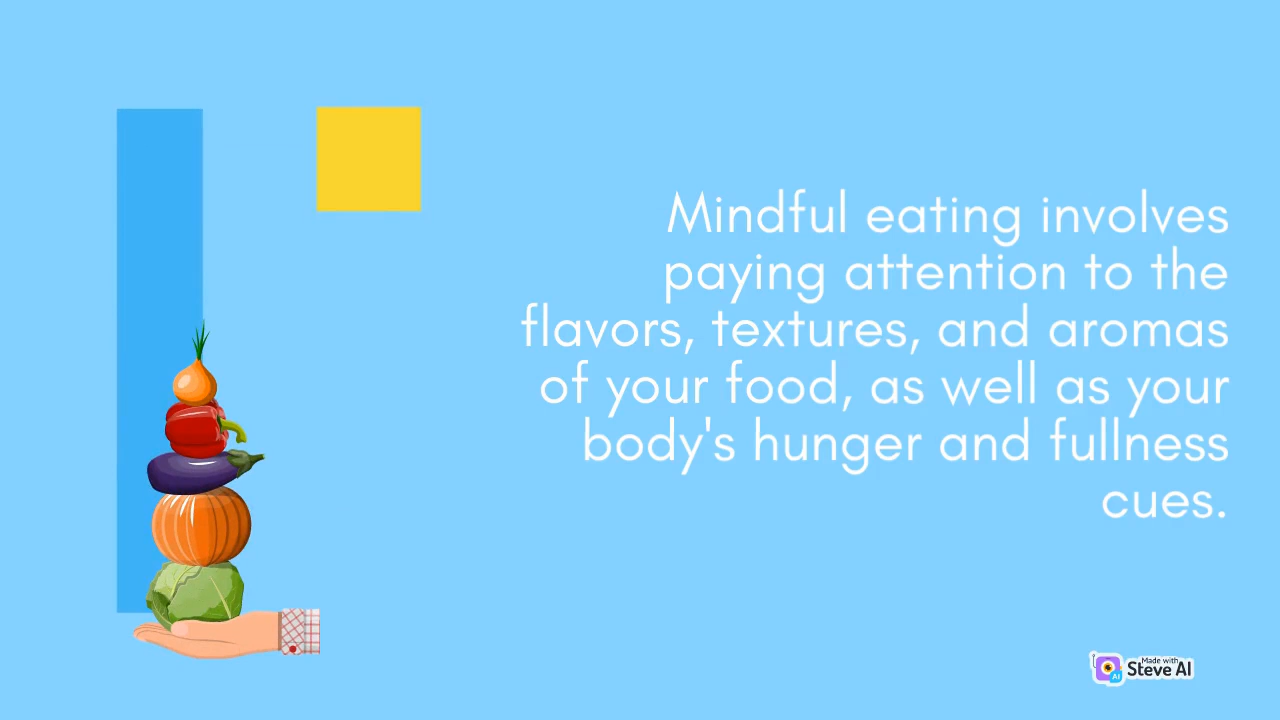 Mindful eating involves
paying attention to the
flavors, textures, and aromas
of your food, as well as your
body's hunger and fullness
cues.
Made with
Steve AI
AI